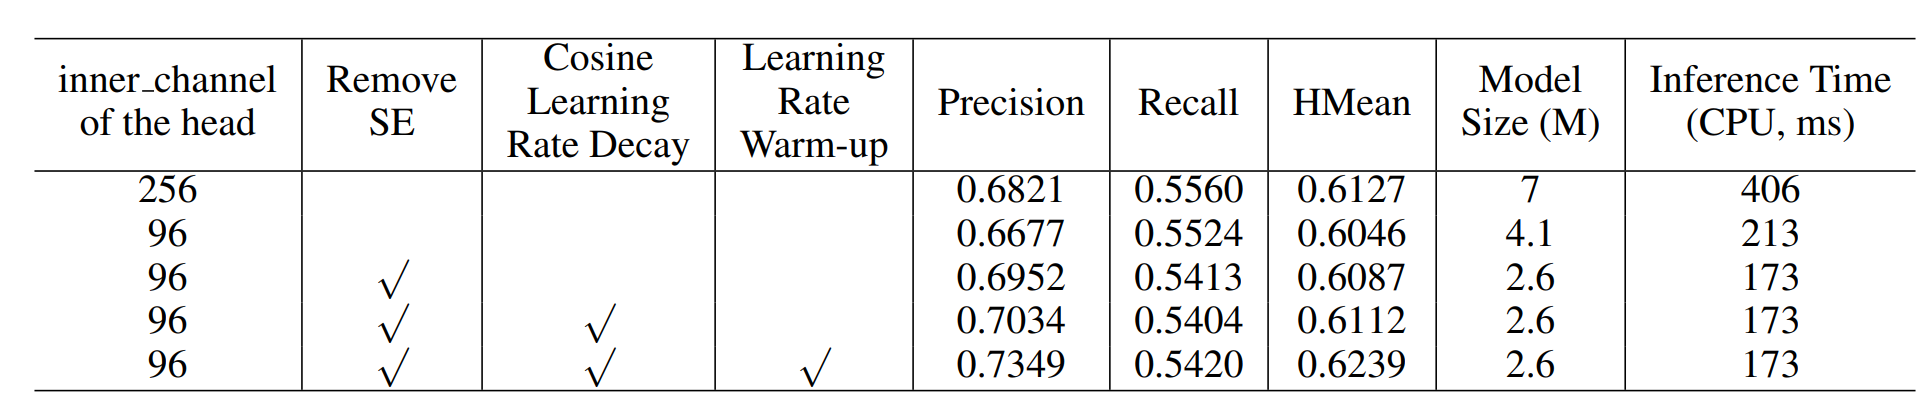 inner_channel of the head | Remove SE | Cosine Learning Rate Decay | Learning Rate Warm-up | Precision | Recall | HMean | Model Size (M) | Inference Time (CPU, ms)
256 | | | | 0.6821 | 0.5560 | 0.6127 | 7 | 406
96 | | | | 0.6677 | 0.5524 | 0.6046 | 4.1 | 213
96 | √ | | | 0.6952 | 0.5413 | 0.6087 | 2.6 | 173
96 | √ | √ | | 0.7034 | 0.5404 | 0.6112 | 2.6 | 173
96 | √ | √ | √ | 0.7349 | 0.5420 | 0.6239 | 2.6 | 173